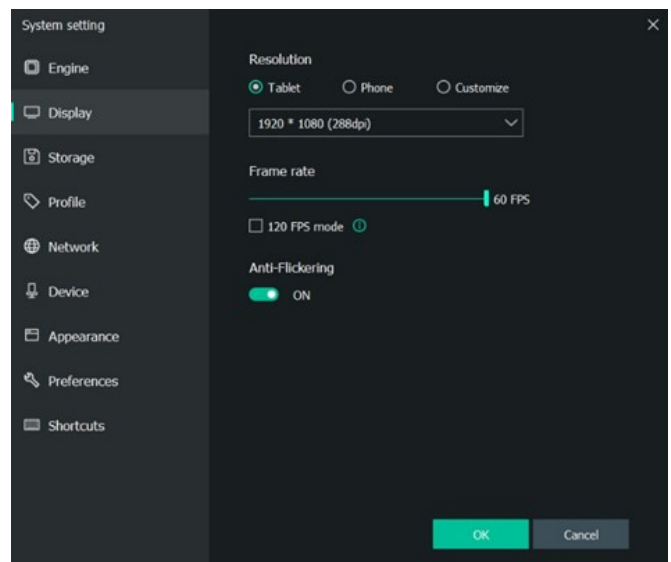 System setting
Engine
Display
Storage
Profile
Network
Device
Appearance
Preferences
Shortcuts
Resolution
Tablet Phone Customize
1920 * 1080 (288dpi)
Frame rate
60 FPS
120 FPS mode
Anti-Flickering
ON
OK Cancel